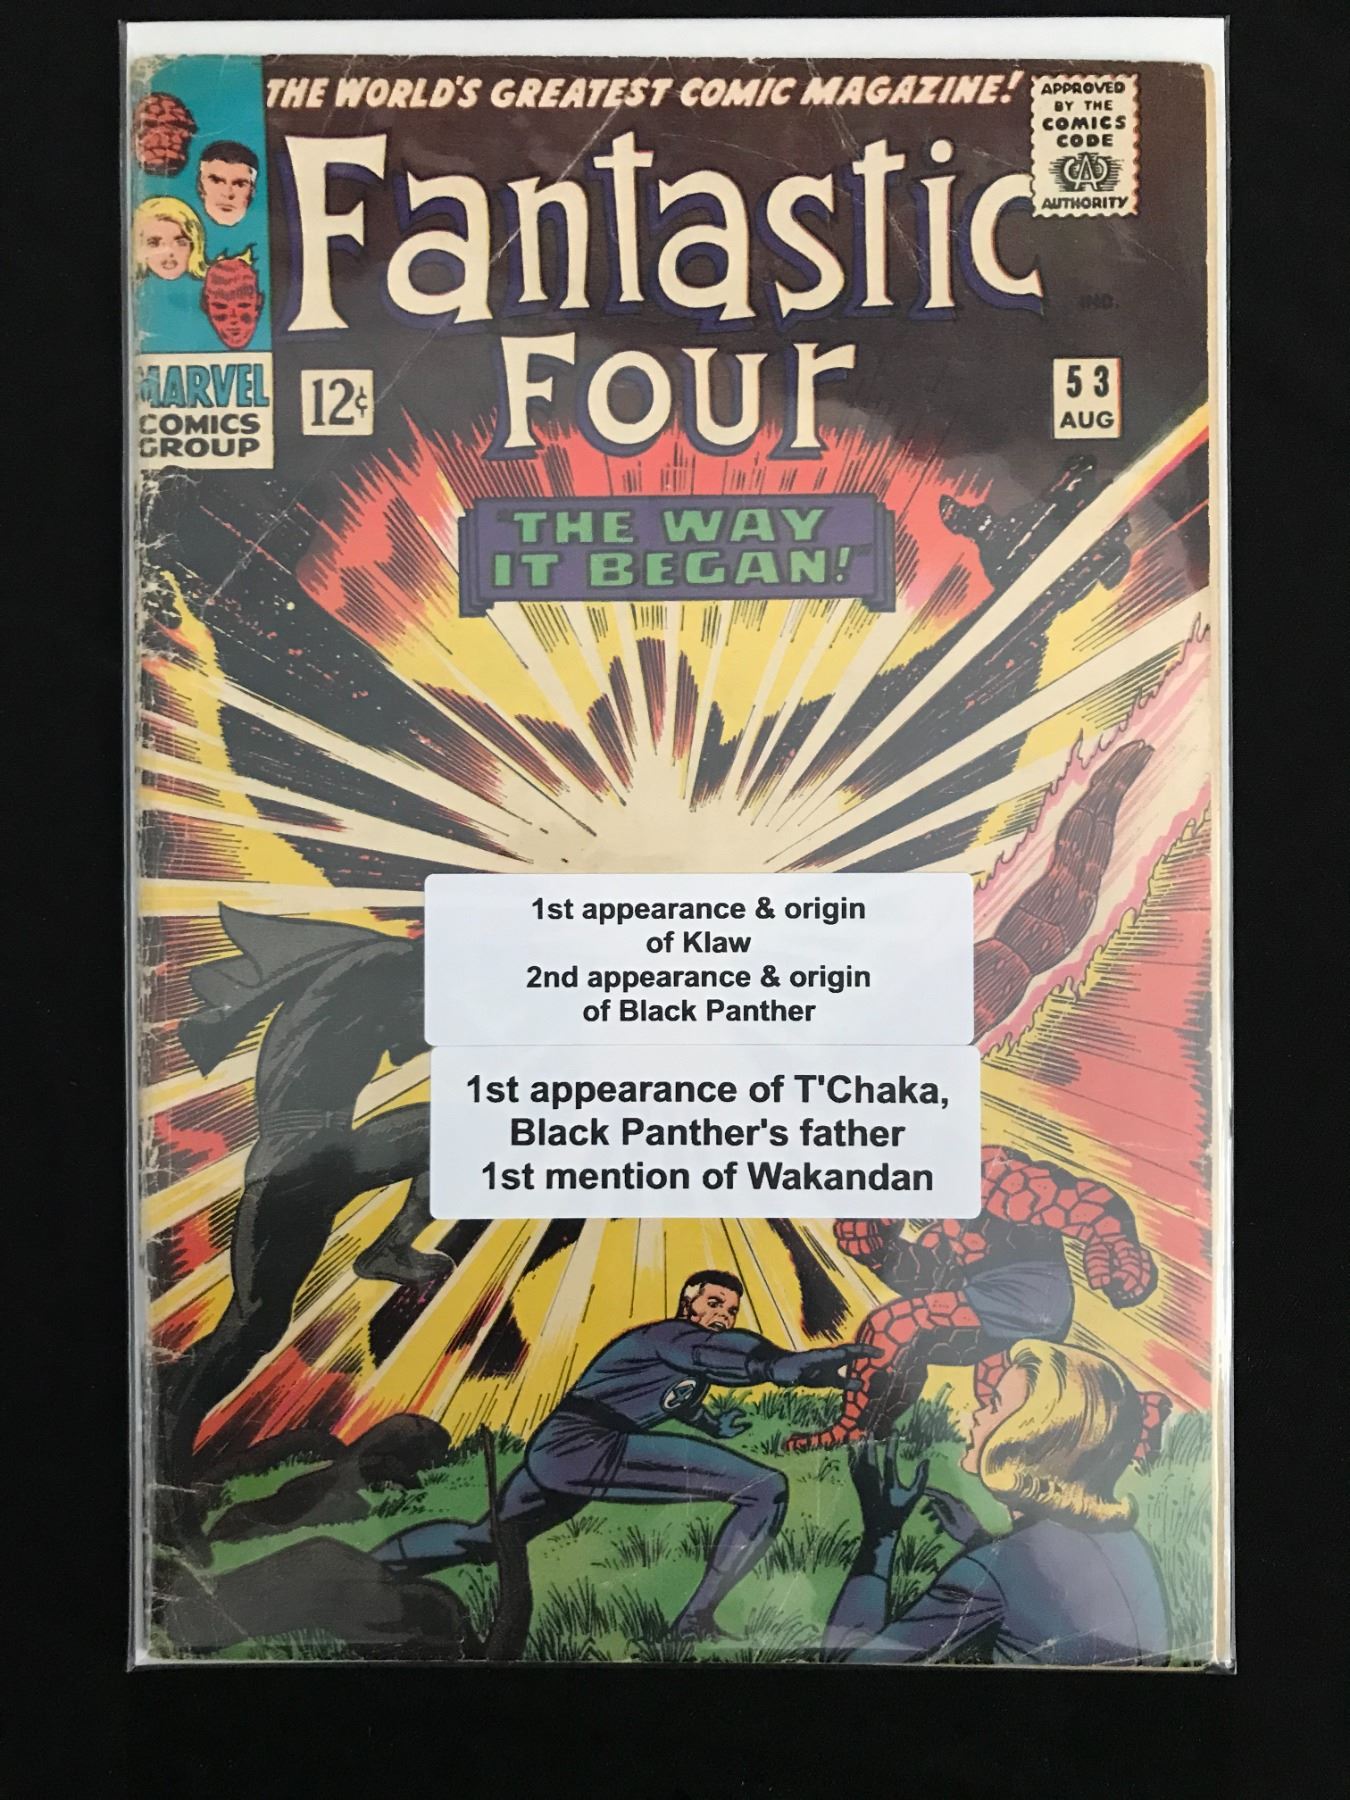 THE WORLD'S GREATEST COMIC MAGAZINE!
APPROVED
BY THE
COMICS
CODE
CA
AUTHORITY
Fantastic
Four
IND.
MARVEL
COMICS
GROUP
12¢
53
AUG
"THE WAY
IT BEGAN!"
1st appearance & origin
of Klaw
2nd appearance & origin
of Black Panther
1st appearance of T'Chaka,
Black Panther's father
1st mention of Wakandan
4